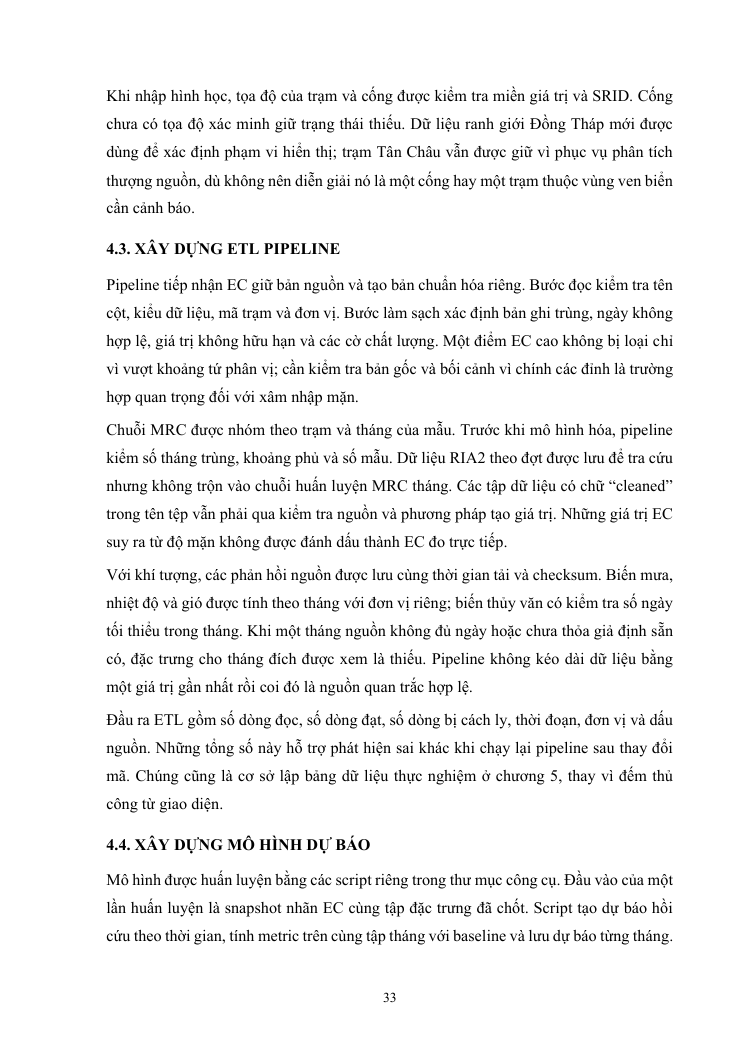 Khi nhập hình học, tọa độ của trạm và cống được kiểm tra miền giá trị và SRID. Cống
chưa có tọa độ xác minh giữ trạng thái thiếu. Dữ liệu ranh giới Đồng Tháp mới được
dùng để xác định phạm vi hiển thị; trạm Tân Châu vẫn được giữ vì phục vụ phân tích
thượng nguồn, dù không nên diễn giải nó là một cống hay một trạm thuộc vùng ven biển
cần cảnh báo.
4.3. XÂY DỰNG ETL PIPELINE
Pipeline tiếp nhận EC giữ bản nguồn và tạo bản chuẩn hóa riêng. Bước đọc kiểm tra tên
cột, kiểu dữ liệu, mã trạm và đơn vị. Bước làm sạch xác định bản ghi trùng, ngày không
hợp lệ, giá trị không hữu hạn và các cờ chất lượng. Một điểm EC cao không bị loại chỉ
vì vượt khoảng tứ phân vị; cần kiểm tra bản gốc và bối cảnh vì chính các đỉnh là trường
hợp quan trọng đối với xâm nhập mặn.
Chuỗi MRC được nhóm theo trạm và tháng của mẫu. Trước khi mô hình hóa, pipeline
kiểm số tháng trùng, khoảng phủ và số mẫu. Dữ liệu RIA2 theo đợt được lưu để tra cứu
nhưng không trộn vào chuỗi huấn luyện MRC tháng. Các tập dữ liệu có chữ “cleaned”
trong tên tệp vẫn phải qua kiểm tra nguồn và phương pháp tạo giá trị. Những giá trị EC
suy ra từ độ mặn không được đánh dấu thành EC đo trực tiếp.
Với khí tượng, các phản hồi nguồn được lưu cùng thời gian tải và checksum. Biến mưa,
nhiệt độ và gió được tính theo tháng với đơn vị riêng; biến thủy văn có kiểm tra số ngày
tối thiểu trong tháng. Khi một tháng nguồn không đủ ngày hoặc chưa thỏa giả định sẵn
có, đặc trưng cho tháng đích được xem là thiếu. Pipeline không kéo dài dữ liệu bằng
một giá trị gần nhất rồi coi đó là nguồn quan trắc hợp lệ.
Đầu ra ETL gồm số dòng đọc, số dòng đạt, số dòng bị cách ly, thời đoạn, đơn vị và dấu
nguồn. Những tổng số này hỗ trợ phát hiện sai khác khi chạy lại pipeline sau thay đổi
mã. Chúng cũng là cơ sở lập bảng dữ liệu thực nghiệm ở chương 5, thay vì đếm thủ
công từ giao diện.
4.4. XÂY DỰNG MÔ HÌNH DỰ BÁO
Mô hình được huấn luyện bằng các script riêng trong thư mục công cụ. Đầu vào của một
lần huấn luyện là snapshot nhãn EC cùng tập đặc trưng đã chốt. Script tạo dự báo hồi
cứu theo thời gian, tính metric trên cùng tập tháng với baseline và lưu dự báo từng tháng.
33